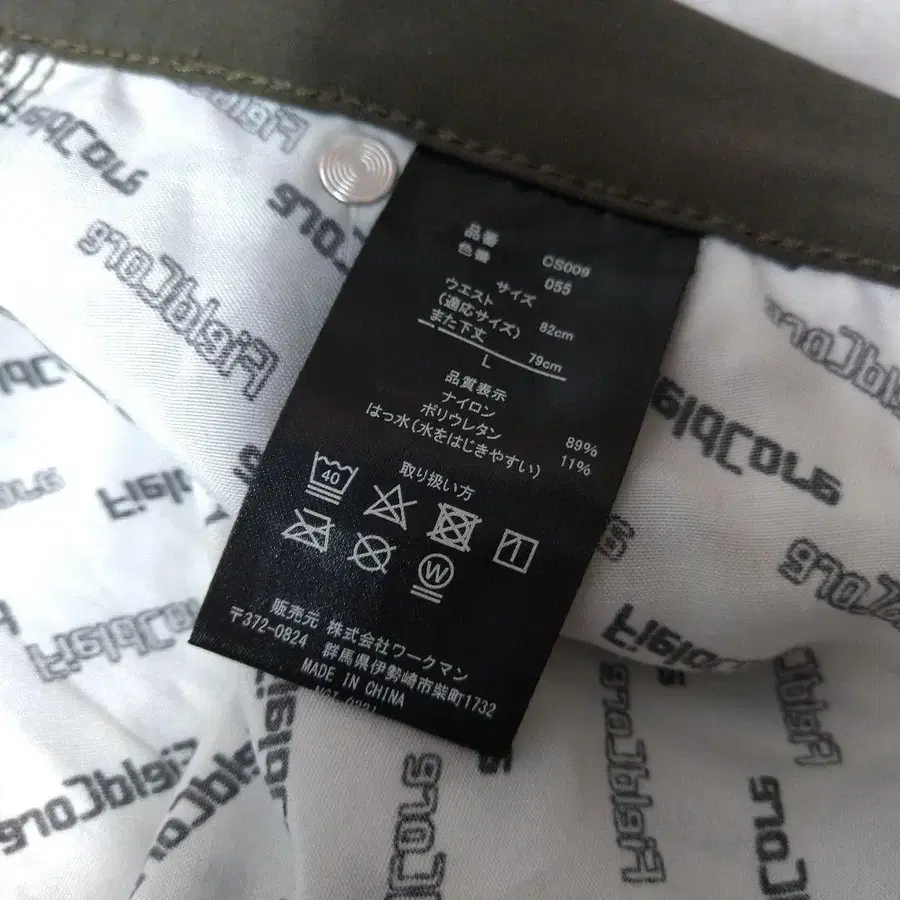 品番 CS009
色番 055
サイズ
ウエスト
(適応サイズ) 82cm
また下丈 79cm
L
品質表示
ナイロン 89%
ポリウレタン 11%
はっ水(水をはじきやすい)
取り扱い方
40
W
販売元 株式会社ワークマン
〒372-0824 群馬県伊勢崎市柴町1732
MADE IN CHINA
FieldCore
FieldCore
FieldCore
FieldCore
FieldCore